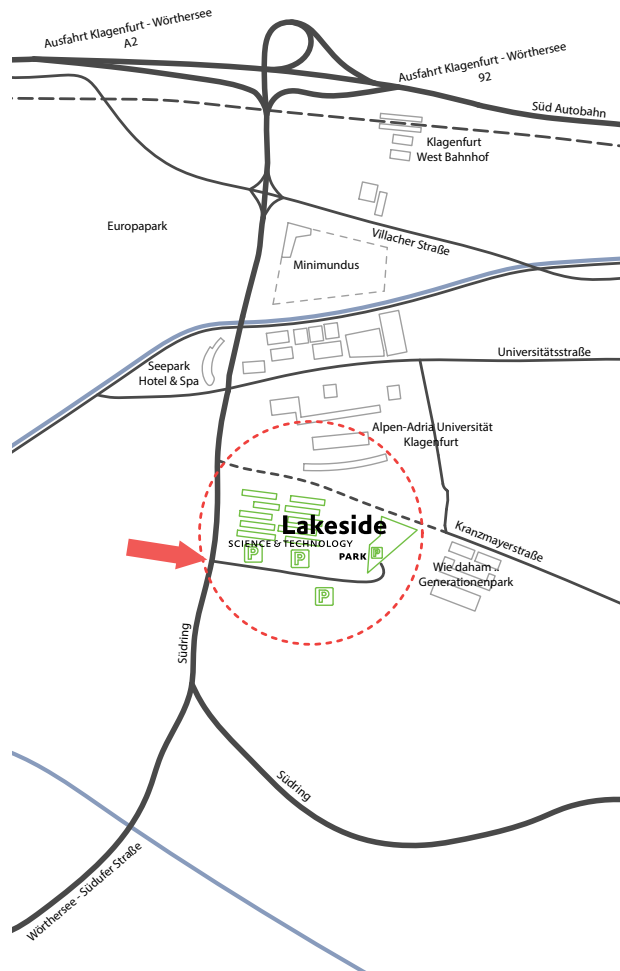 Ausfahrt Klagenfurt - Wörthersee
A2
Ausfahrt Klagenfurt - Wörthersee
92
Süd Autobahn
Klagenfurt
West Bahnhof
Europapark
Villacher Straße
Minimundus
Seepark
Hotel & Spa
Universitätsstraße
Alpen-Adria Universität
Klagenfurt
Lakeside
SCIENCE & TECHNOLOGY
PARK
P
P
P
P
Kranzmayerstraße
Wie daham ..
Generationenpark
Südring
Südring
Wörthersee - Südufer Straße